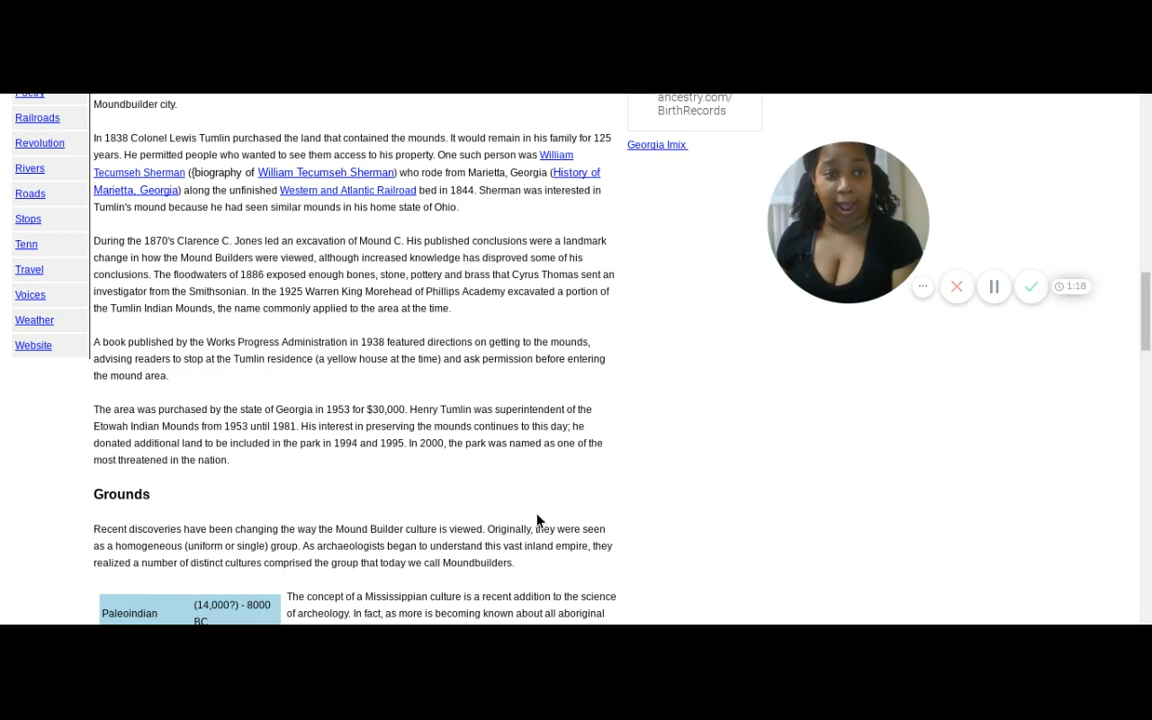 Poetry
Railroads
Revolution
Rivers
Roads
Stops
Tenn
Travel
Voices
Weather
Website
Moundbuilder city.
In 1838 Colonel Lewis Tumlin purchased the land that contained the mounds. It would remain in his family for 125
years. He permitted people who wanted to see them access to his property. One such person was William
Tecumseh Sherman ({biography of William Tecumseh Sherman) who rode from Marietta, Georgia (History of
Marietta, Georgia) along the unfinished Western and Atlantic Railroad bed in 1844. Sherman was interested in
Tumlin's mound because he had seen similar mounds in his home state of Ohio.
During the 1870's Clarence C. Jones led an excavation of Mound C. His published conclusions were a landmark
change in how the Mound Builders were viewed, although increased knowledge has disproved some of his
conclusions. The floodwaters of 1886 exposed enough bones, stone, pottery and brass that Cyrus Thomas sent an
investigator from the Smithsonian. In the 1925 Warren King Morehead of Phillips Academy excavated a portion of
the Tumlin Indian Mounds, the name commonly applied to the area at the time.
A book published by the Works Progress Administration in 1938 featured directions on getting to the mounds,
advising readers to stop at the Tumlin residence (a yellow house at the time) and ask permission before entering
the mound area.
The area was purchased by the state of Georgia in 1953 for $30,000. Henry Tumlin was superintendent of the
Etowah Indian Mounds from 1953 until 1981. His interest in preserving the mounds continues to this day; he
donated additional land to be included in the park in 1994 and 1995. In 2000, the park was named as one of the
most threatened in the nation.
Grounds
Recent discoveries have been changing the way the Mound Builder culture is viewed. Originally, they were seen
as a homogeneous (uniform or single) group. As archaeologists began to understand this vast inland empire, they
realized a number of distinct cultures comprised the group that today we call Moundbuilders.
Paleoindian
(14,000?) - 8000
BC
The concept of a Mississippian culture is a recent addition to the science
of archeology. In fact, as more is becoming known about all aboriginal
ancestry.com/
BirthRecords
Georgia Imix
1:18